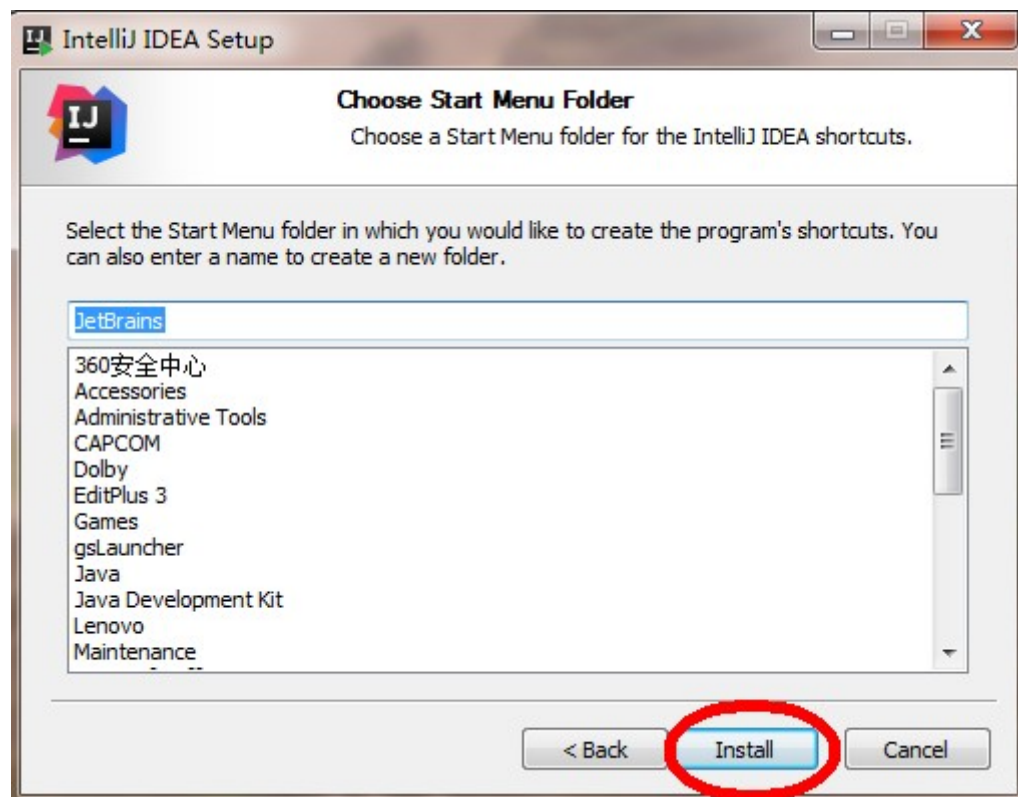 IntelliJ IDEA Setup
IJ
Choose Start Menu Folder
Choose a Start Menu folder for the IntelliJ IDEA shortcuts.
Select the Start Menu folder in which you would like to create the program's shortcuts. You
can also enter a name to create a new folder.
JetBrains
360安全中心
Accessories
Administrative Tools
CAPCOM
Dolby
EditPlus 3
Games
gsLauncher
Java
Java Development Kit
Lenovo
Maintenance
< Back Install Cancel